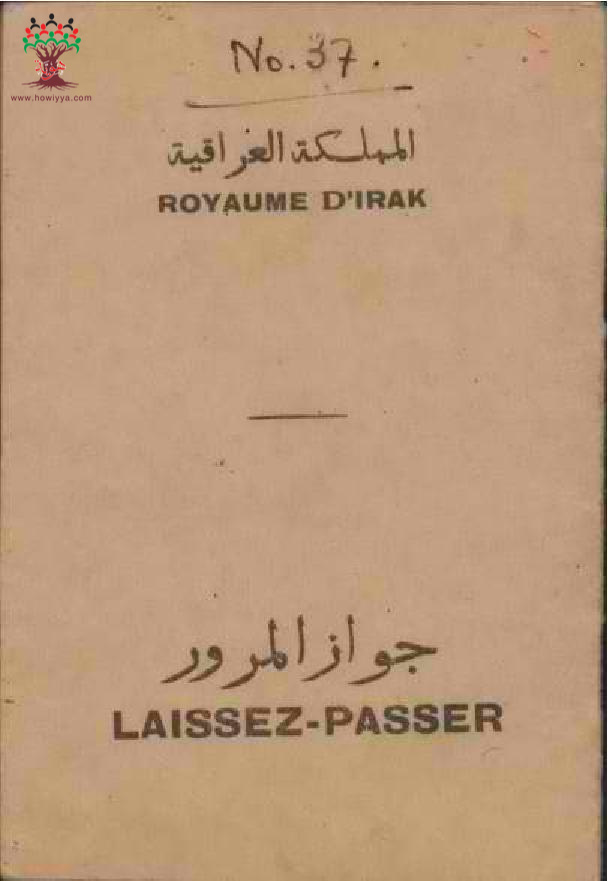 No. 37.
www.howiyya.com
المملكة العراقية
ROYAUME D'IRAK
جواز المرور
LAISSEZ-PASSER